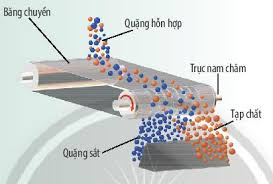 Băng chuyền
Quặng hỗn hợp
Trục nam châm
Tạp chất
Quặng sắt